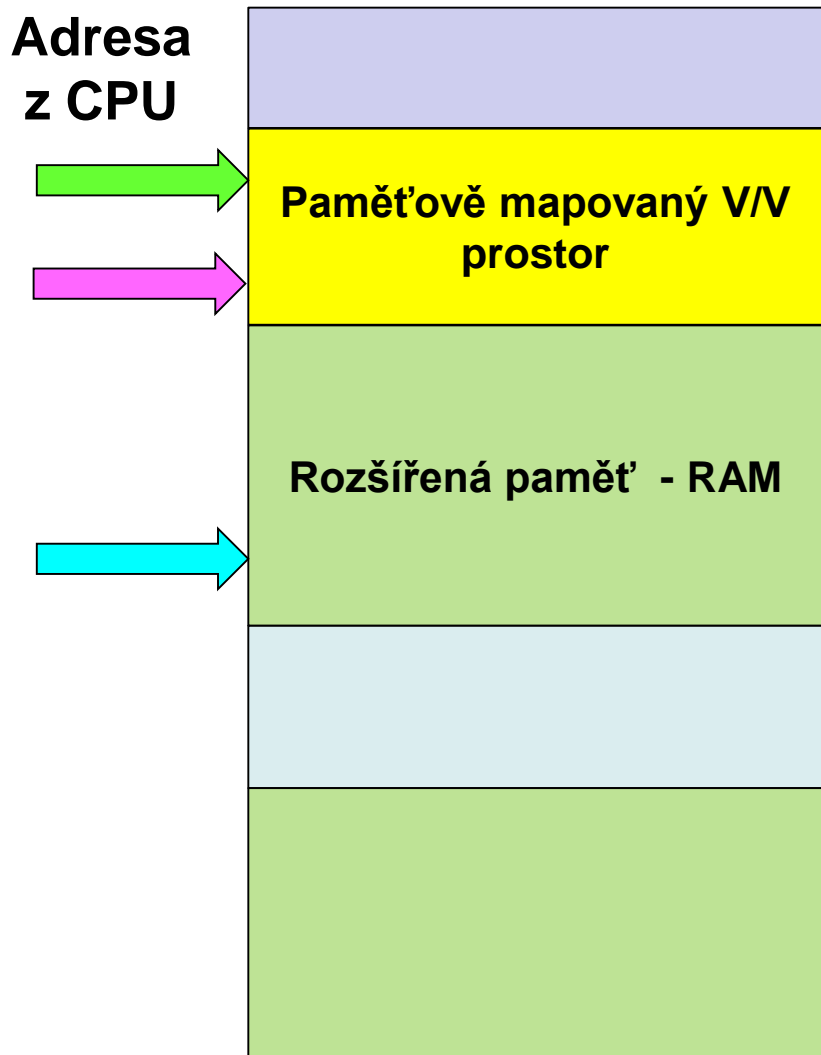 Adresa
z CPU
Paměťově mapovaný V/V
prostor
Rozšířená paměť - RAM